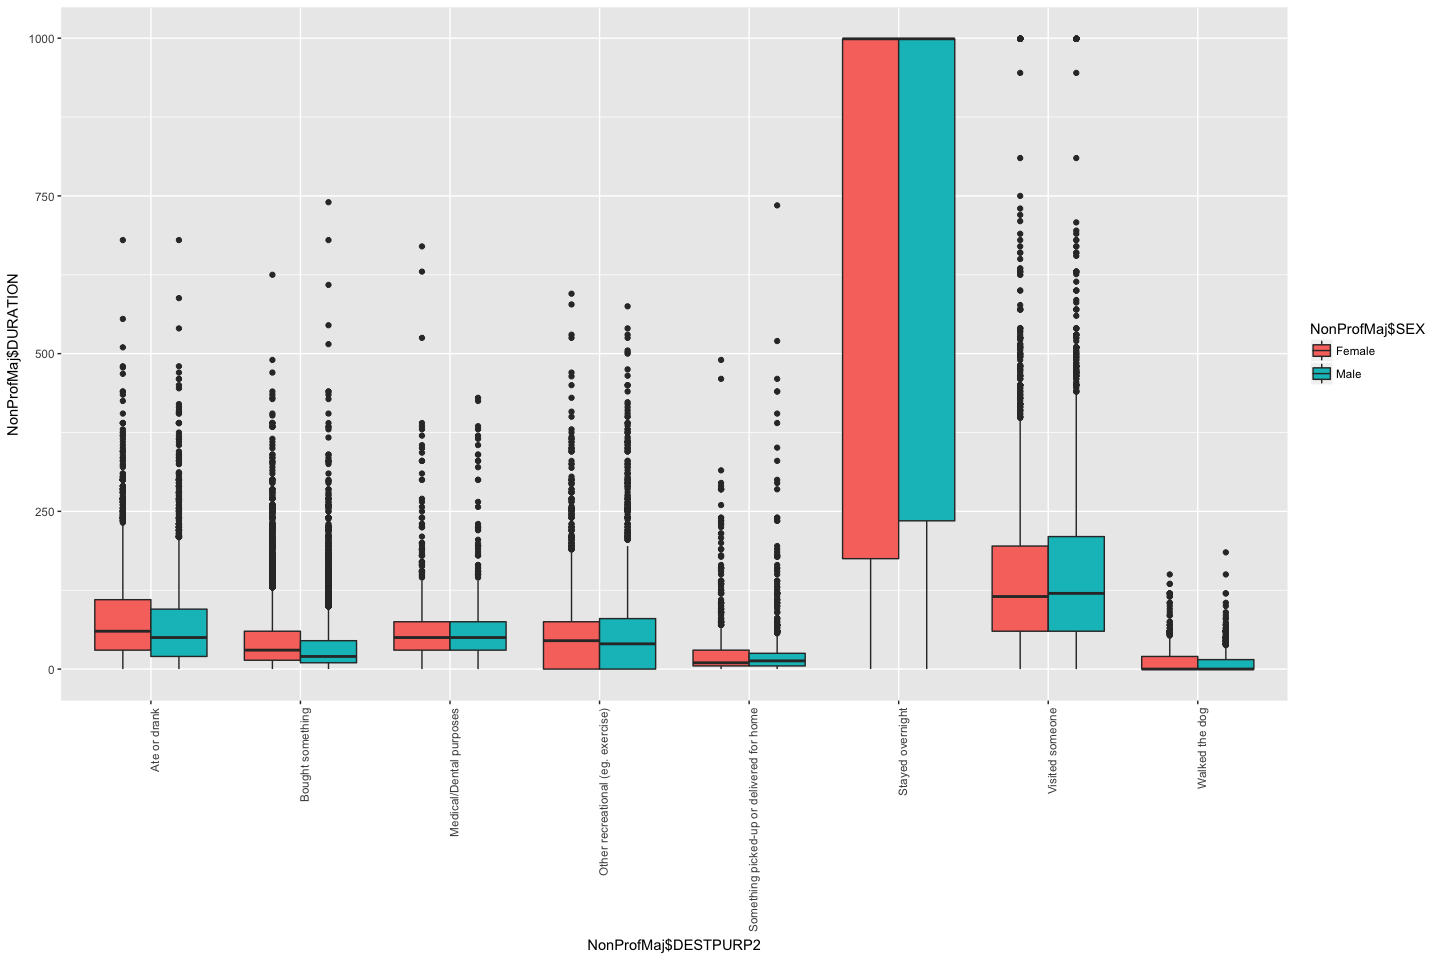 1000
750
500
250
0
NonProfMaj$DURATION
Ate or drank
Bought something
Medical/Dental purposes
Other recreational (eg. exercise)
Something picked-up or delivered for home
Stayed overnight
Visited someone
Walked the dog
NonProfMaj$DESTPURP2
NonProfMaj$SEX
Female
Male